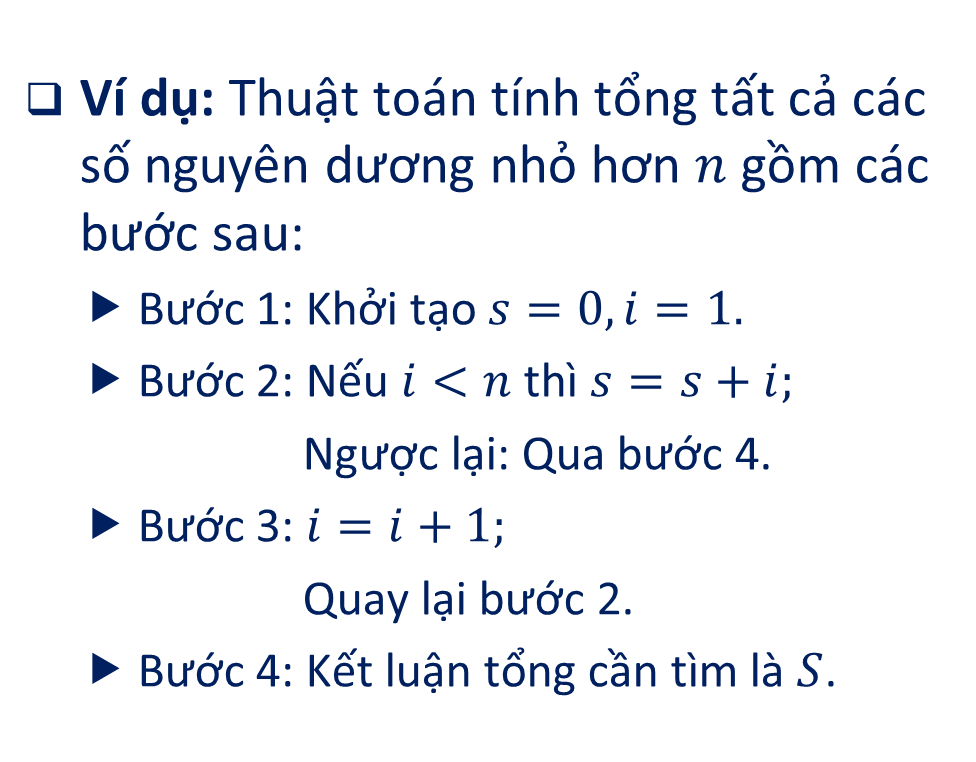 ❑ Ví dụ: Thuật toán tính tổng tất cả các
số nguyên dương nhỏ hơn n gồm các
bước sau:
▶ Bước 1: Khởi tạo s = 0, i = 1.
▶ Bước 2: Nếu i < n thì s = s + i;
Ngược lại: Qua bước 4.
▶ Bước 3: i = i + 1;
Quay lại bước 2.
▶ Bước 4: Kết luận tổng cần tìm là S.